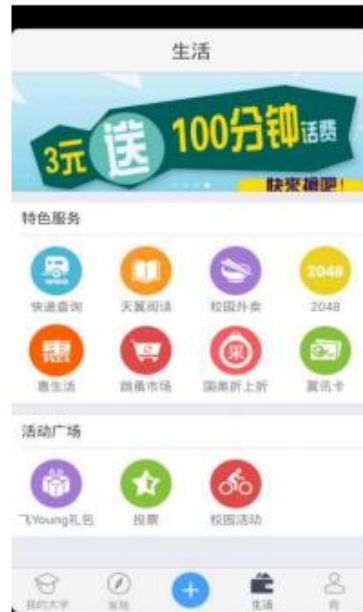 生活
3元 送 100分钟 话费
快来抢吧!
特色服务
快递查询 天翼阅读 校园外卖 2048 2048
惠 惠生活 跳蚤市场 国美折上折 翼讯卡
活动广场
飞Young礼包 投票 校园活动
我的大学 发现 生活 我